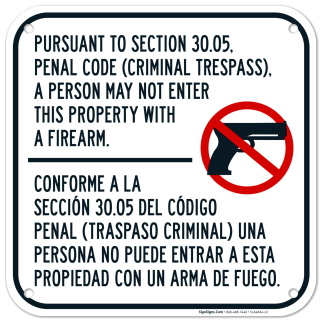 PURSUANT TO SECTION 30.05,
PENAL CODE (CRIMINAL TRESPASS),
A PERSON MAY NOT ENTER
THIS PROPERTY WITH
A FIREARM.
CONFORME A LA
SECCIÓN 30.05 DEL CÓDIGO
PENAL (TRASPASO CRIMINAL) UNA
PERSONA NO PUEDE ENTRAR A ESTA
PROPIEDAD CON UN ARMA DE FUEGO.